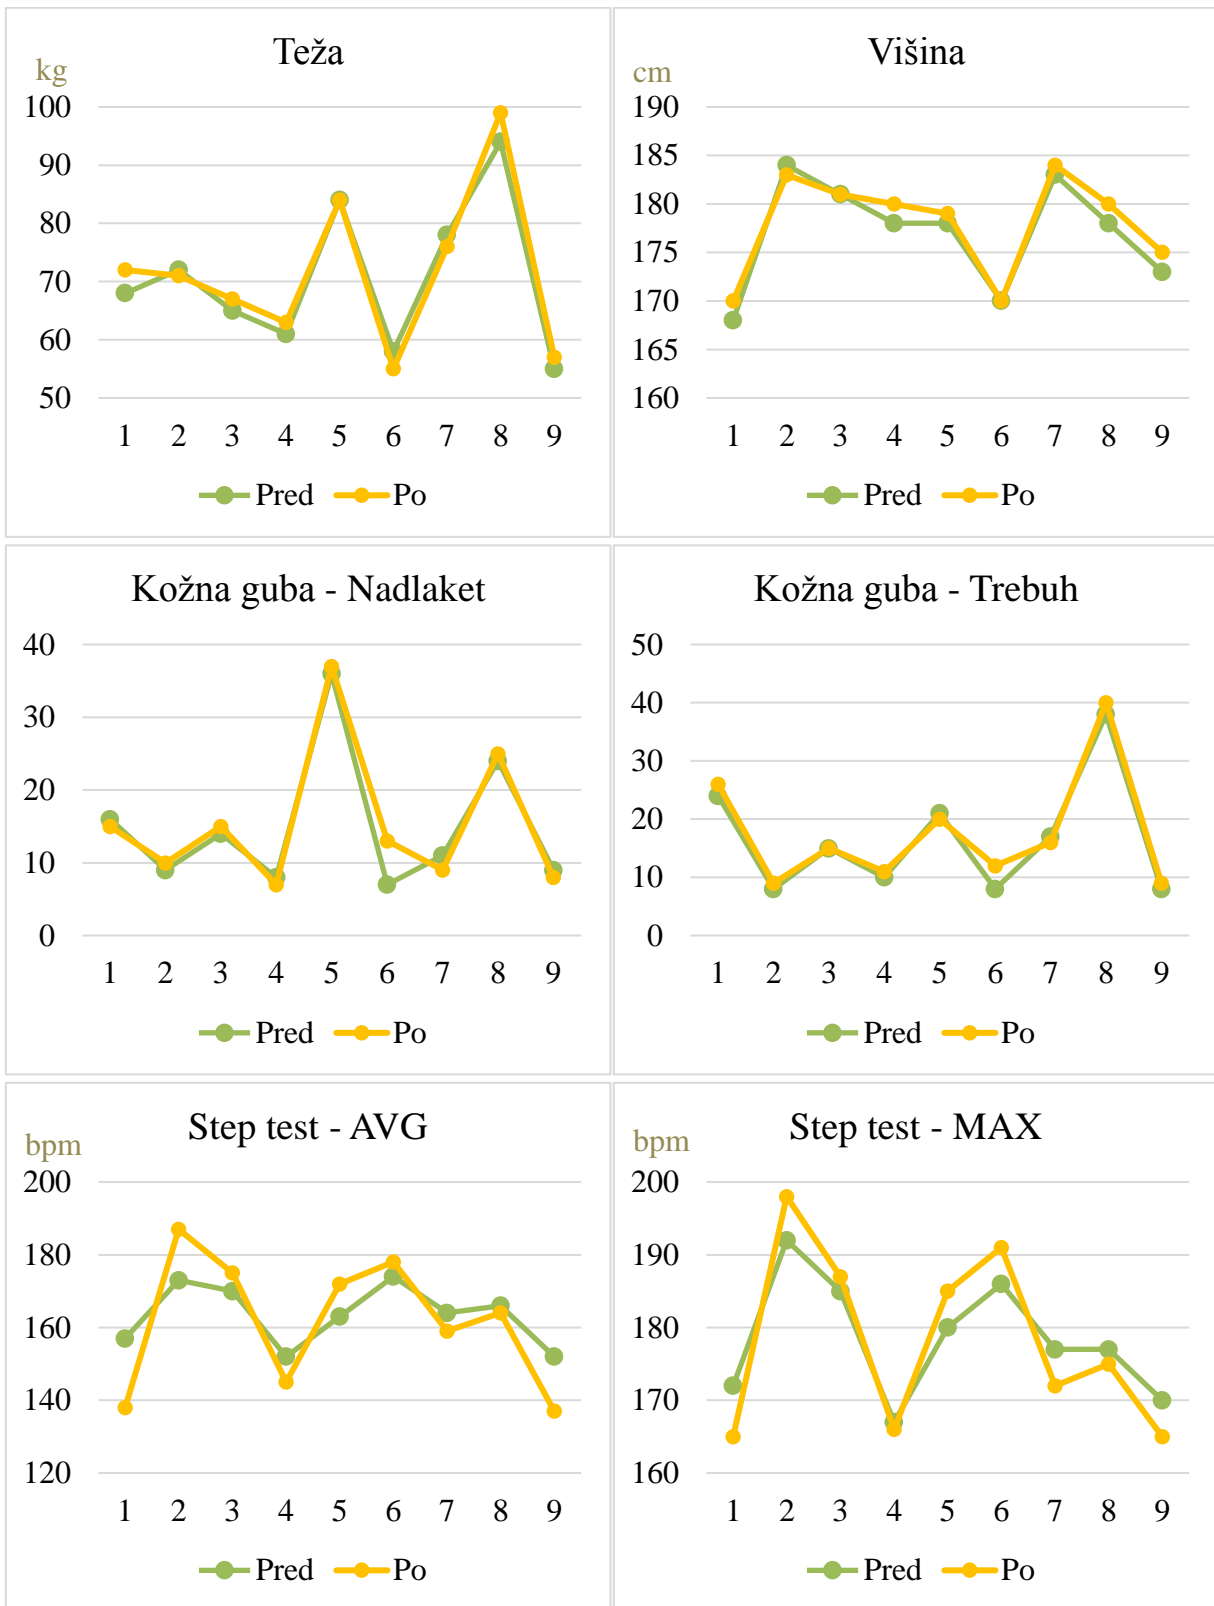 Teža
kg
100
90
80
70
60
50
1 2 3 4 5 6 7 8 9
Pred Po
Višina
cm
190
185
180
175
170
165
160
1 2 3 4 5 6 7 8 9
Pred Po
Kožna guba - Nadlaket
40
30
20
10
0
1 2 3 4 5 6 7 8 9
Pred Po
Kožna guba - Trebuh
50
40
30
20
10
0
1 2 3 4 5 6 7 8 9
Pred Po
Step test - AVG
bpm
200
180
160
140
120
1 2 3 4 5 6 7 8 9
Pred Po
Step test - MAX
bpm
200
190
180
170
160
1 2 3 4 5 6 7 8 9
Pred Po